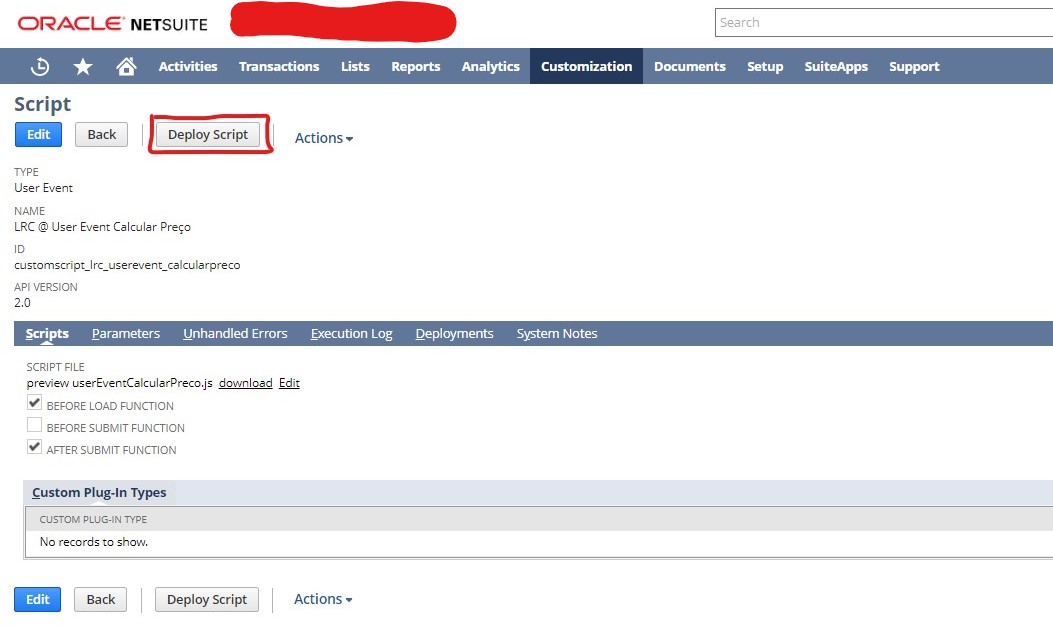 ORACLE NETSUITE
Search
Activities Transactions Lists Reports Analytics Customization Documents Setup SuiteApps Support
Script
Edit Back Deploy Script Actions
TYPE
User Event
NAME
LRC @ User Event Calcular Preço
ID
customscript_lrc_userevent_calcularpreco
API VERSION
2.0
Scripts Parameters Unhandled Errors Execution Log Deployments System Notes
SCRIPT FILE
preview userEventCalcularPreco.js download Edit
BEFORE LOAD FUNCTION
BEFORE SUBMIT FUNCTION
AFTER SUBMIT FUNCTION
Custom Plug-In Types
CUSTOM PLUG-IN TYPE
No records to show.
Edit Back Deploy Script Actions